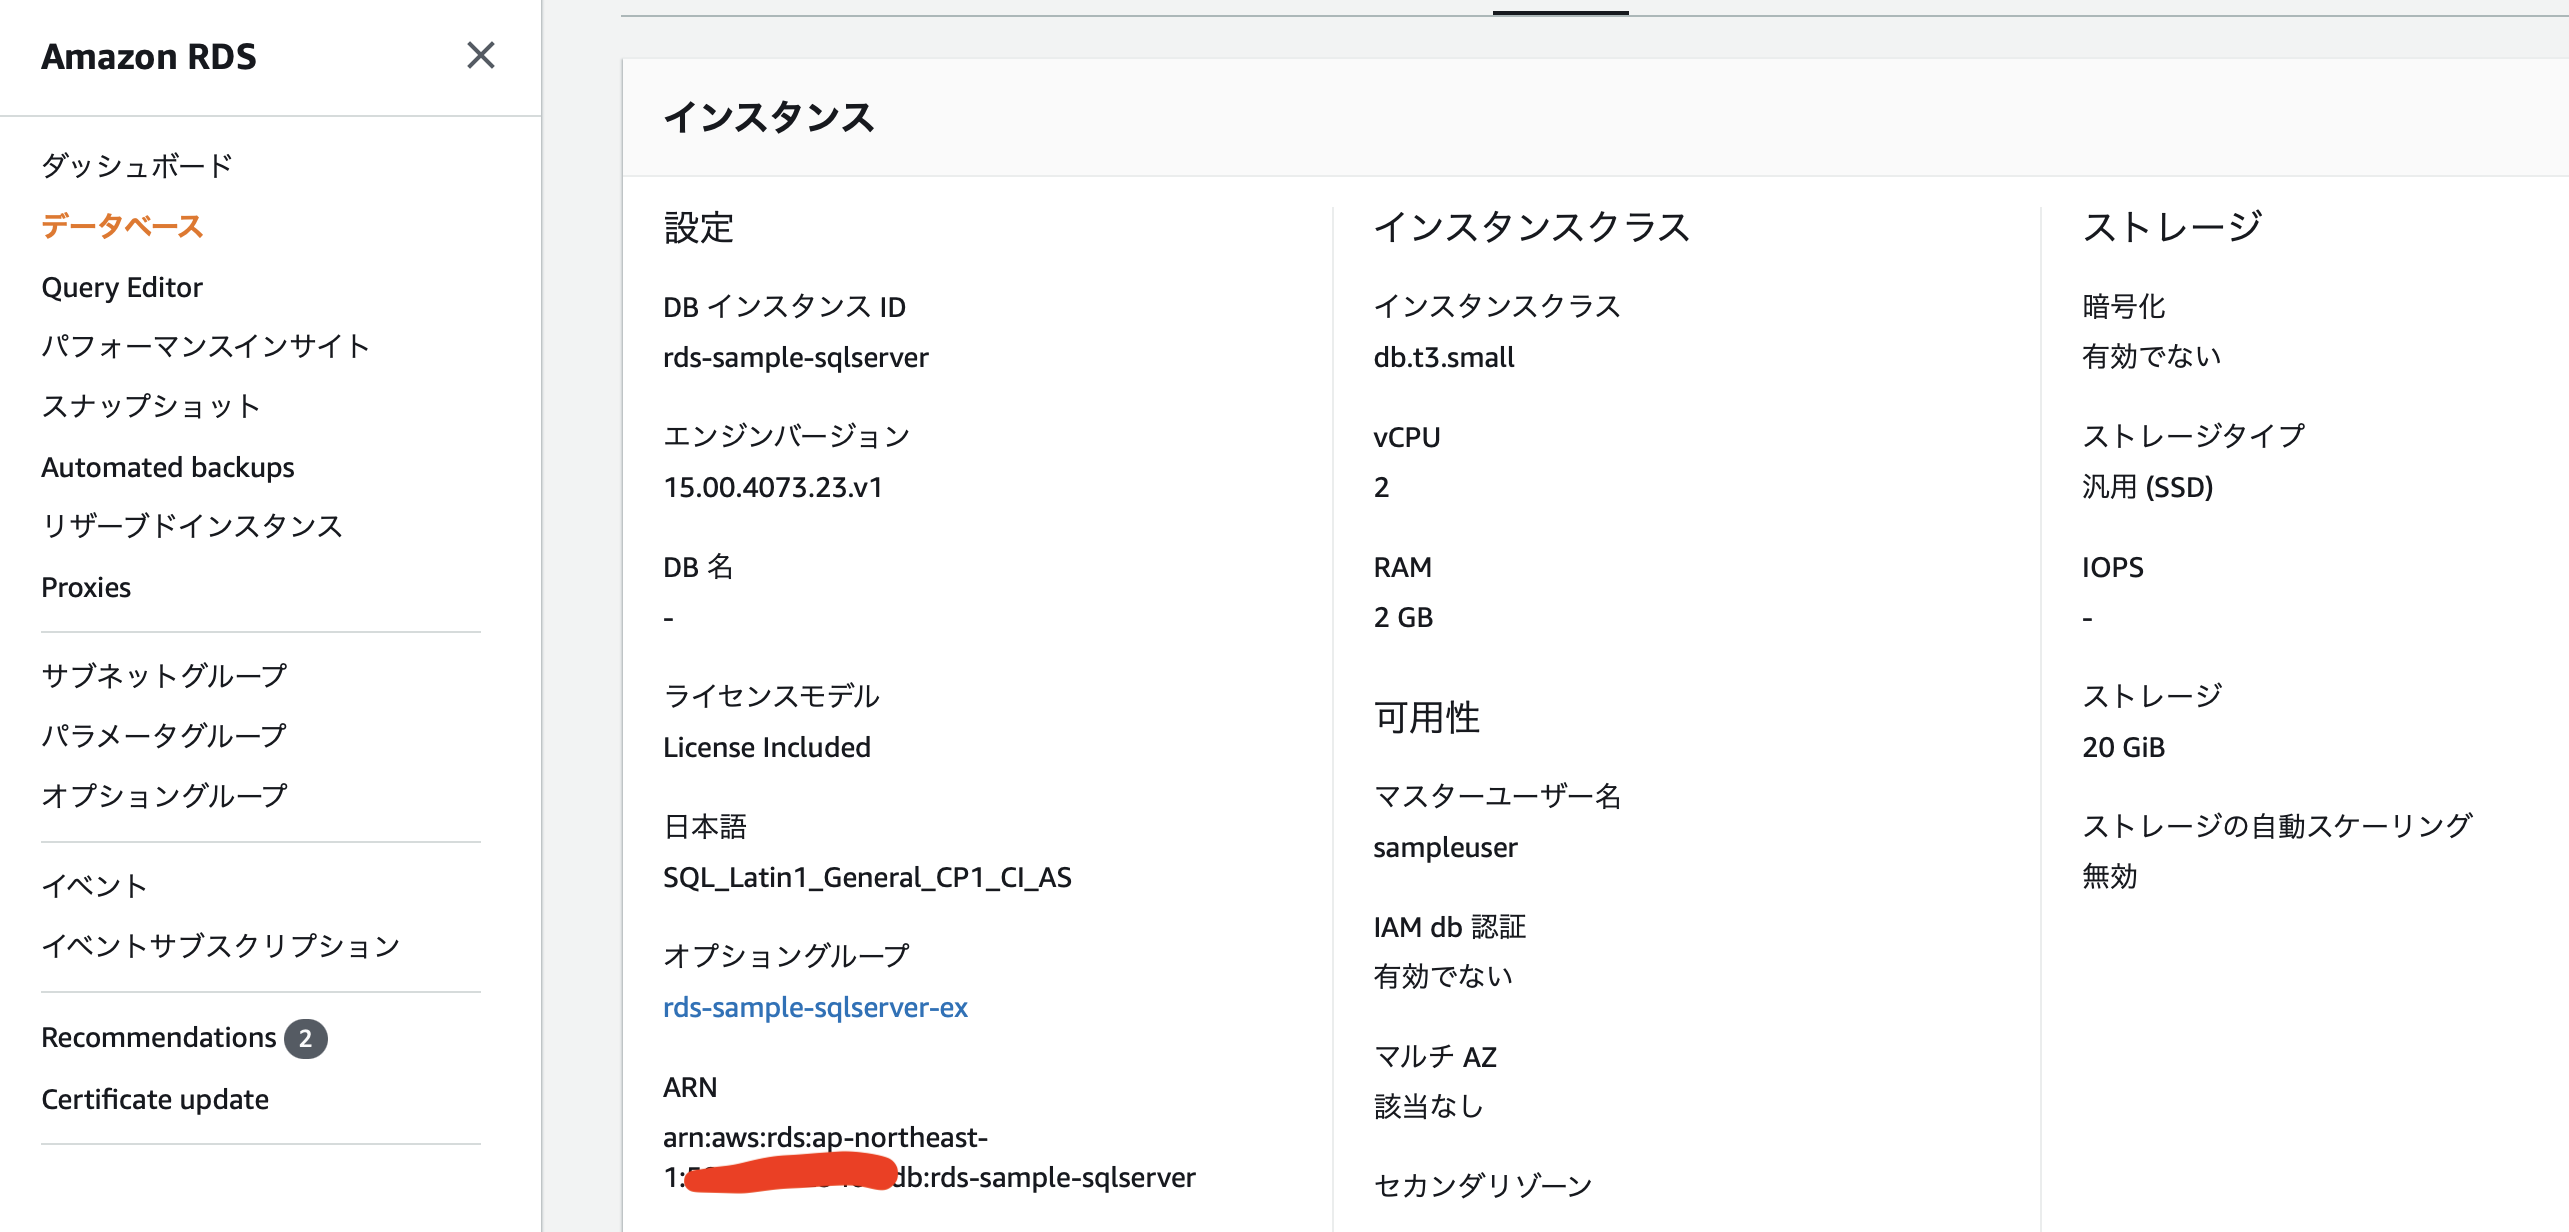 Amazon RDS
ダッシュボード
データベース
Query Editor
パフォーマンスインサイト
スナップショット
Automated backups
リザーブドインスタンス
Proxies
サブネットグループ
パラメータグループ
オプショングループ
イベント
イベントサブスクリプション
Recommendations 2
Certificate update
インスタンス
設定
DB インスタンス ID
rds-sample-sqlserver
エンジンバージョン
15.00.4073.23.v1
DB 名
-
ライセンスモデル
License Included
日本語
SQL_Latin1_General_CP1_CI_AS
オプショングループ
rds-sample-sqlserver-ex
ARN
arn:aws:rds:ap-northeast-
1: db:rds-sample-sqlserver
インスタンスクラス
インスタンスクラス
db.t3.small
vCPU
2
RAM
2 GB
可用性
マスターユーザー名
sampleuser
IAM db 認証
有効でない
マルチ AZ
該当なし
セカンダリゾーン
ストレージ
暗号化
有効でない
ストレージタイプ
汎用 (SSD)
IOPS
-
ストレージ
20 GiB
ストレージの自動スケーリング
無効